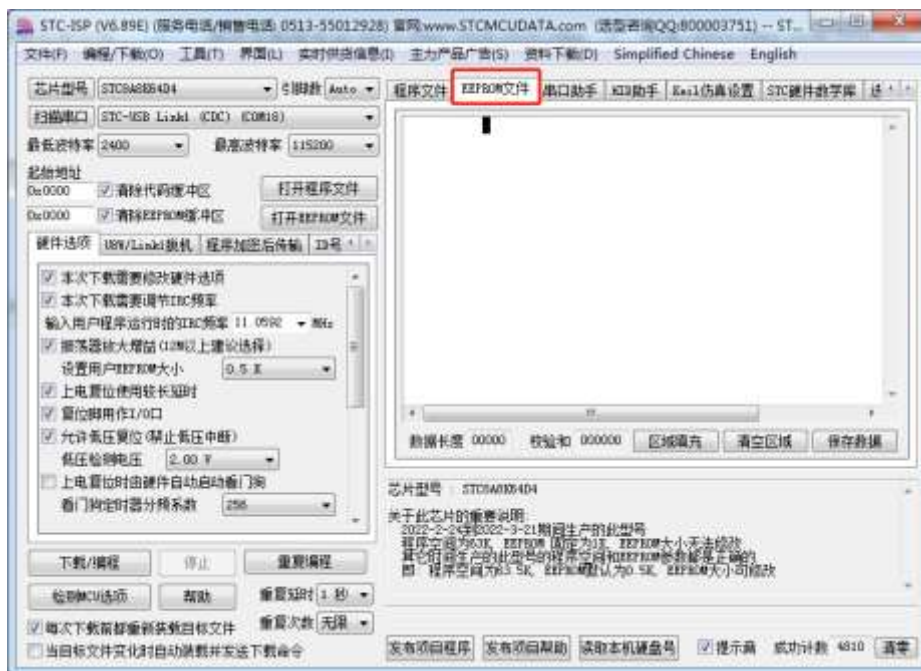 STC-ISP (V6.89E) (服务电话/销售电话: 0513-55012928) 官网:www.STCMCUDATA.com (选型咨询QQ:800003751) -- ST...
文件(F) 编程/下载(O) 工具(T) 界面(L) 实时供货信息(I) 主力产品广告(S) 资料下载(D) Simplified Chinese English
芯片型号 STC8A8K64D4 引脚数 Auto
扫描串口 STC-USB Link1 (CDC) (COM18)
最低波特率 2400 最高波特率 115200
起始地址
0x0000 清除代码缓冲区 打开程序文件
0x0000 清除EEPROM缓冲区 打开EEPROM文件
硬件选项 U8W/Link1脱机 程序加密后传输 ID号
本次下载需要修改硬件选项
本次下载需要调节IRC频率
输入用户程序运行时的IRC频率 11.0592 MHz
振荡器放大增益(12M以上建议选择)
设置用户EEPROM大小 0.5 K
上电复位使用较长延时
复位脚用作I/O口
允许低压复位(禁止低压中断)
低压检测电压 2.00 V
上电复位时由硬件自动启动看门狗
看门狗定时器分频系数 256
下载/编程 停止 重复编程
检测MCU选项 帮助 重复延时 1 秒
每次下载前都重新装载目标文件 重复次数 无限
当目标文件变化时自动装载并发送下载命令
程序文件 EEPROM文件 串口助手 HID助手 Keil仿真设置 STC硬件数学库 选
数据长度 00000 校验和 000000 区域填充 清空区域 保存数据
芯片型号 : STC8A8K64D4
关于此芯片的重要说明:
2022-2-24到2022-3-21期间生产的此型号
程序空间为63K, EEPROM 固定为1K, EEPROM大小无法修改
其它时间生产的此型号的程序空间和EEPROM参数都是正确的
即 程序空间为63.5K, EEPROM默认为0.5K, EEPROM大小可修改
发布项目程序 发布项目帮助 读取本机硬盘号 提示音 成功计数 4810 清零